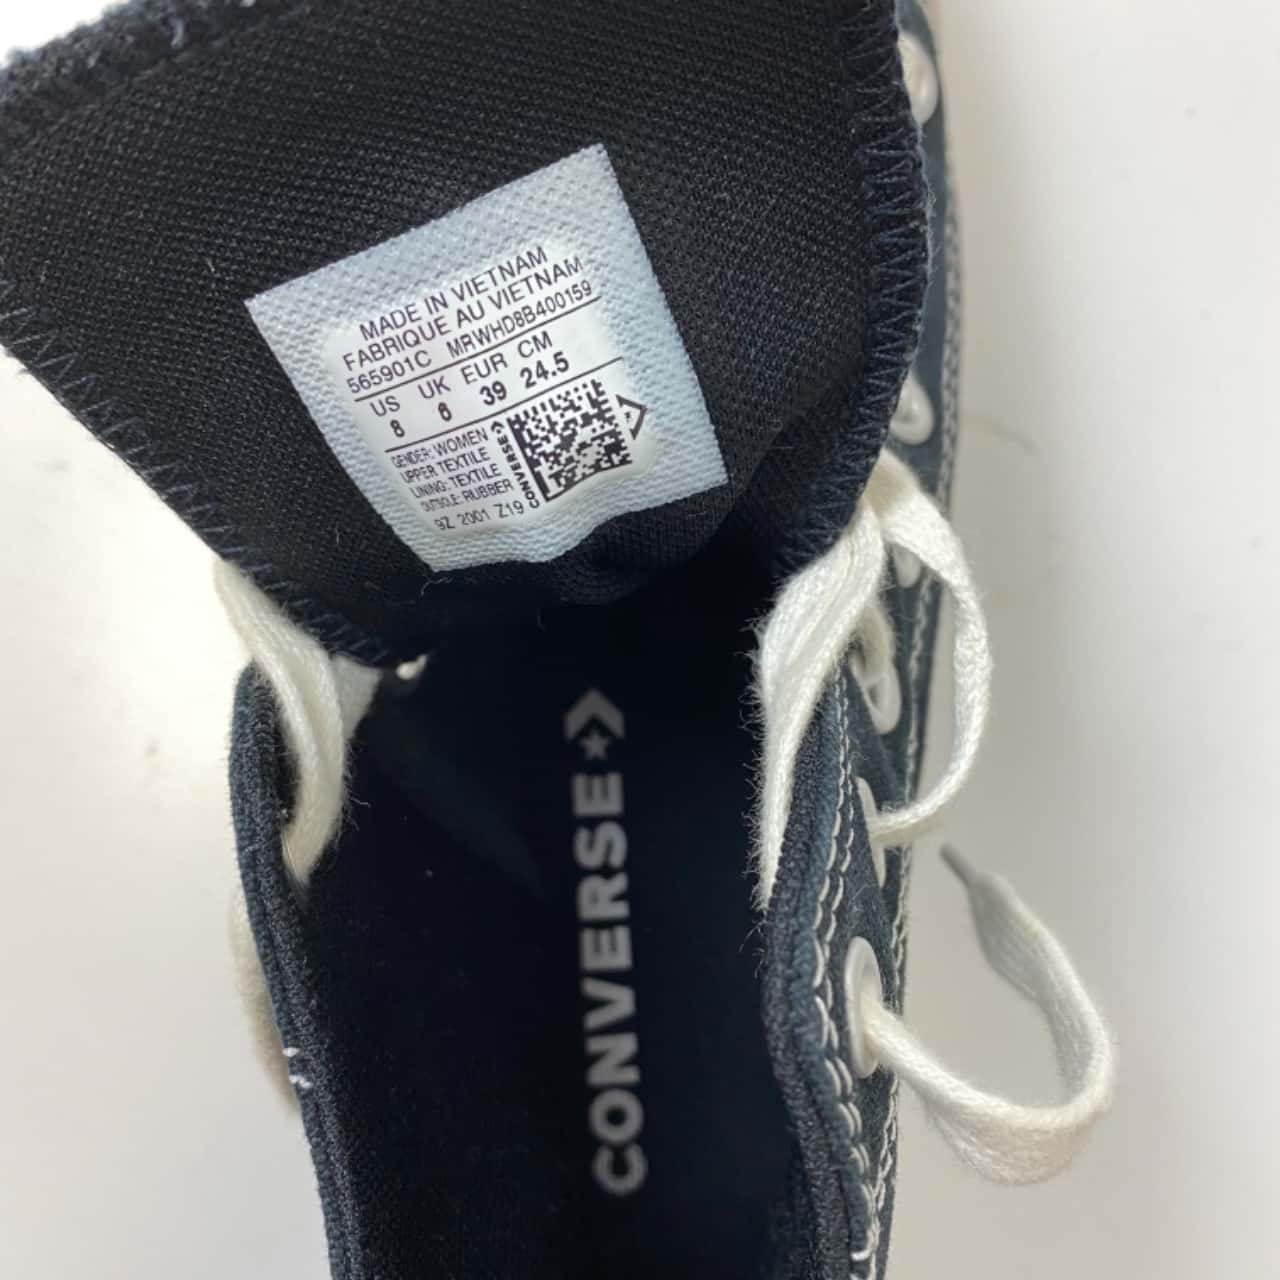 MADE IN VIETNAM
FABRIQUE AU VIETNAM
565901C MRWHD8B400159
US UK EUR CM
8 6 39 24.5
GENDER: WOMEN
UPPER TEXTILE
LINING: TEXTILE
OUTSOLE: RUBBER
9Z 2001 Z19
CONVERSE
CONVERSE